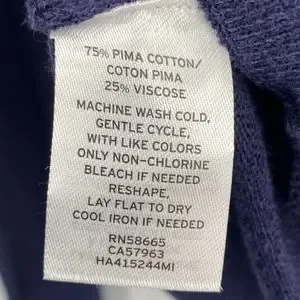 75% PIMA COTTON/
COTON PIMA
25% VISCOSE
MACHINE WASH COLD,
GENTLE CYCLE,
WITH LIKE COLORS
ONLY NON-CHLORINE
BLEACH IF NEEDED
RESHAPE,
LAY FLAT TO DRY
COOL IRON IF NEEDED
RN58665
CA57963
HA415244MI